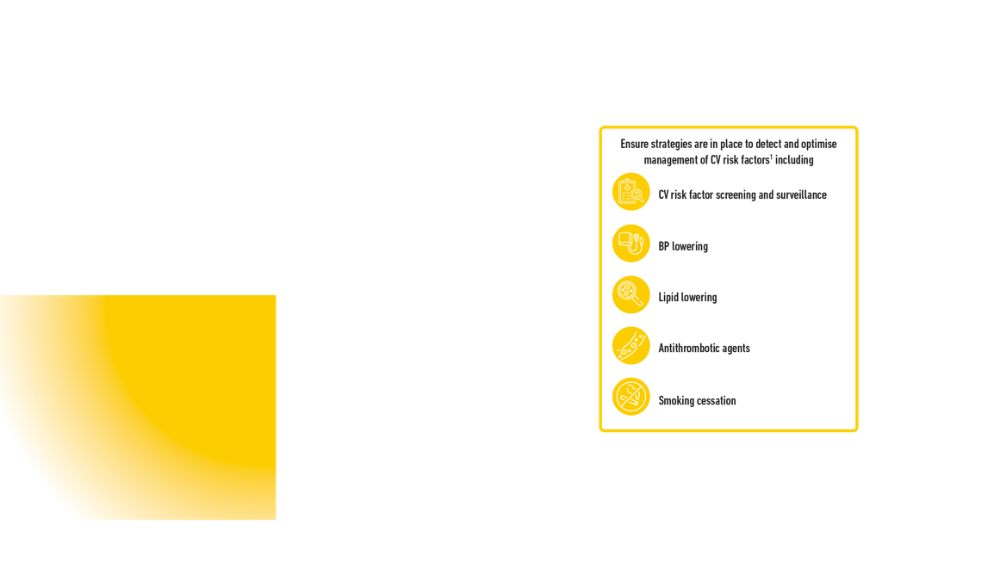 Ensure strategies are in place to detect and optimise
management of CV risk factors¹ including
CV risk factor screening and surveillance
BP lowering
Lipid lowering
Antithrombotic agents
Smoking cessation